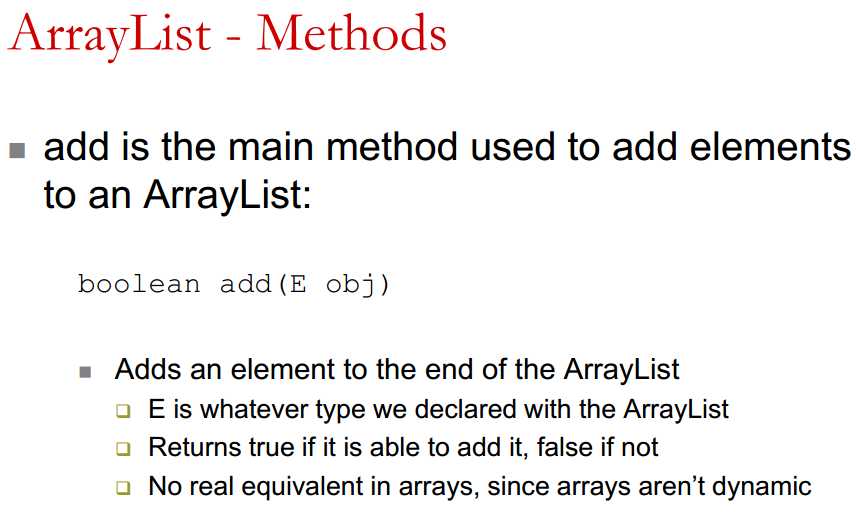 ArrayList - Methods
add is the main method used to add elements
to an ArrayList:
boolean add(E obj)
Adds an element to the end of the ArrayList
E is whatever type we declared with the ArrayList
Returns true if it is able to add it, false if not
No real equivalent in arrays, since arrays aren’t dynamic